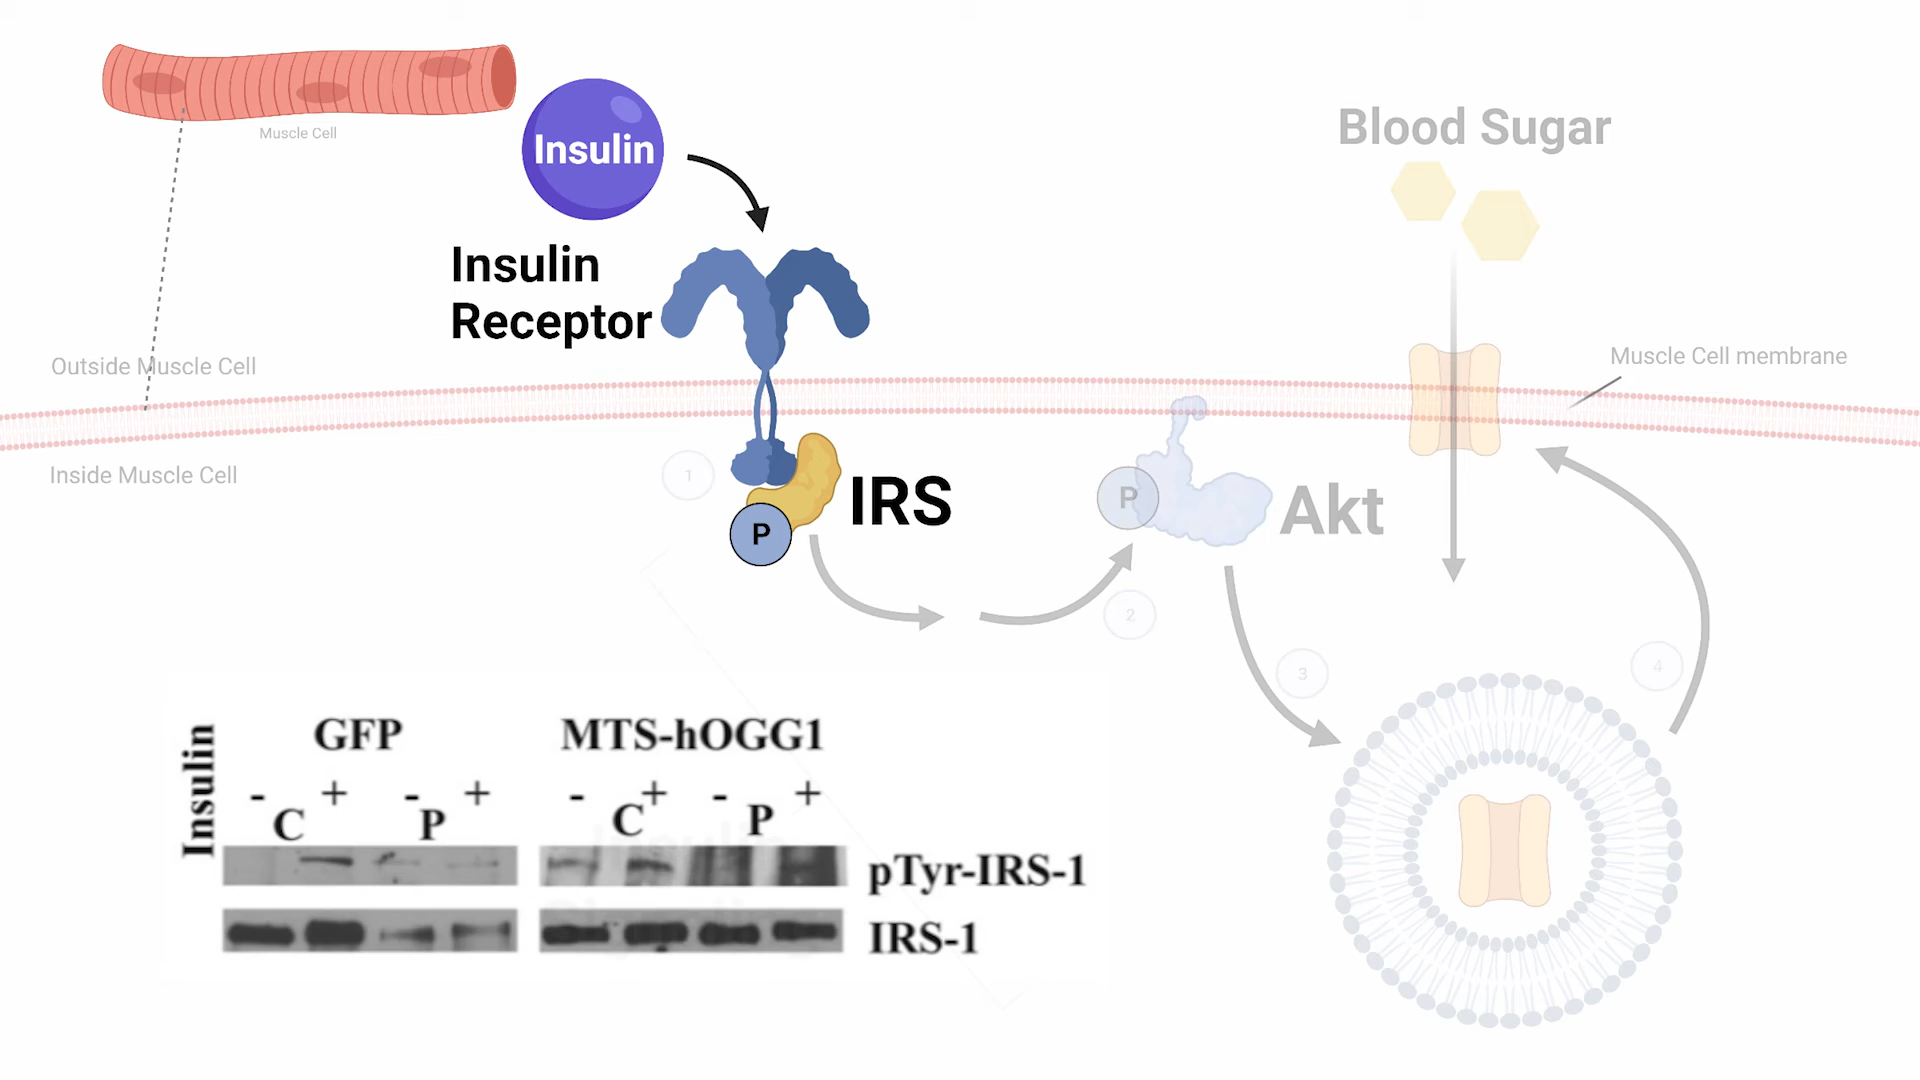 Muscle Cell
Insulin
Blood Sugar
Insulin
Receptor
Outside Muscle Cell
Muscle Cell membrane
Inside Muscle Cell
1
IRS
P
P
Akt
2
3
4
Insulin
GFP
MTS-hOGG1
- + - +
- + - +
C P
C P
pTyr-IRS-1
IRS-1